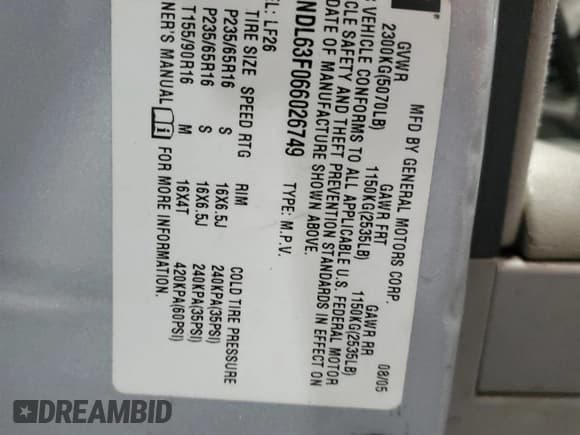 MFD BY GENERAL MOTORS CORP. 08/05
GVWR GAWR FRT GAWR RR
2300KG(5070LB) 1150KG(2535LB) 1150KG(2535LB)
VEHICLE CONFORMS TO ALL APPLICABLE U.S. FEDERAL MOTOR
SAFETY AND THEFT PREVENTION STANDARDS IN EFFECT ON
DATE OF MANUFACTURE SHOWN ABOVE.
NDL63F066026749 TYPE: M.P.V.
LF26
TIRE SIZE SPEED RTG RIM COLD TIRE PRESSURE
P235/65R16 S 16X6.5J 240KPA(35PSI)
P235/65R16 S 16X6.5J 240KPA(35PSI)
T155/90R16 M 16X4T 420KPA(60PSI)
NER'S MANUAL FOR MORE INFORMATION.
DREAMBID